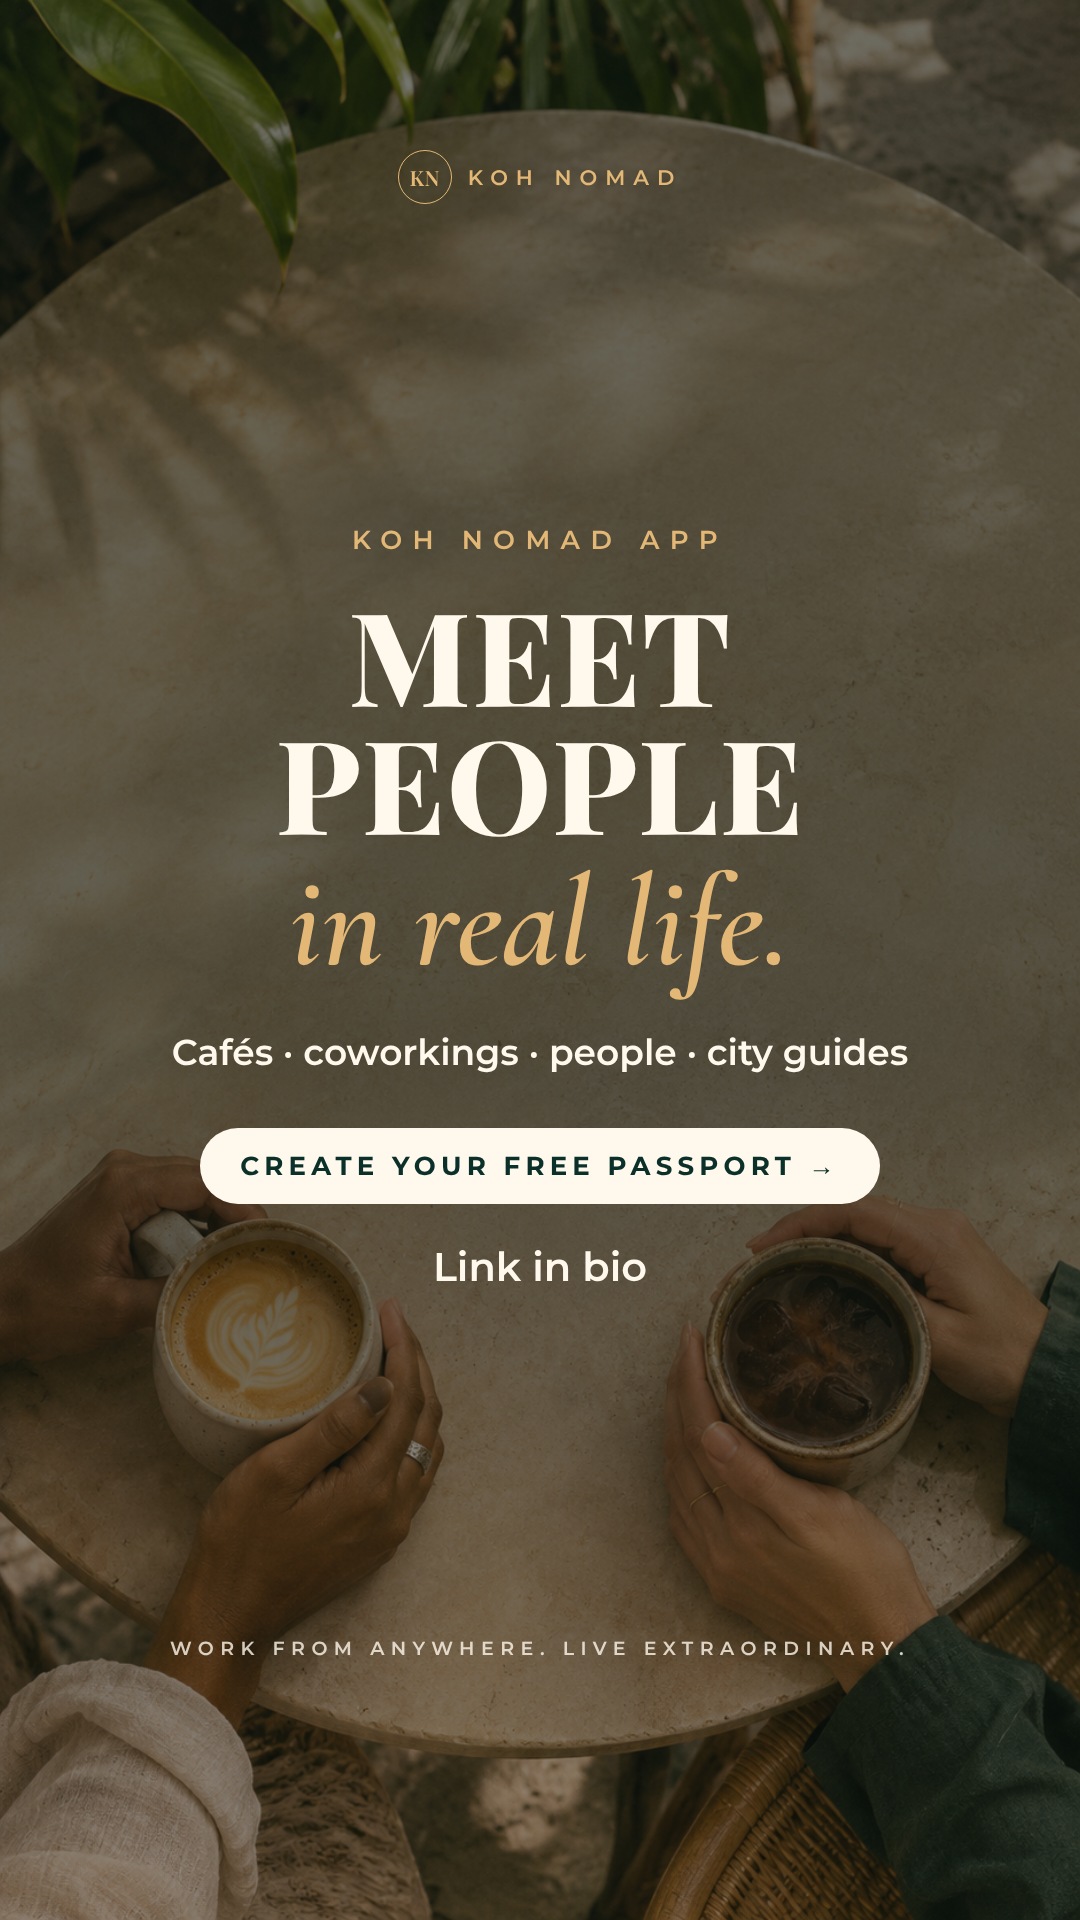 KN KOH NOMAD
KOH NOMAD APP
MEET
PEOPLE
in real life.
Cafés · coworkings · people · city guides
CREATE YOUR FREE PASSPORT →
Link in bio
WORK FROM ANYWHERE. LIVE EXTRAORDINARY.